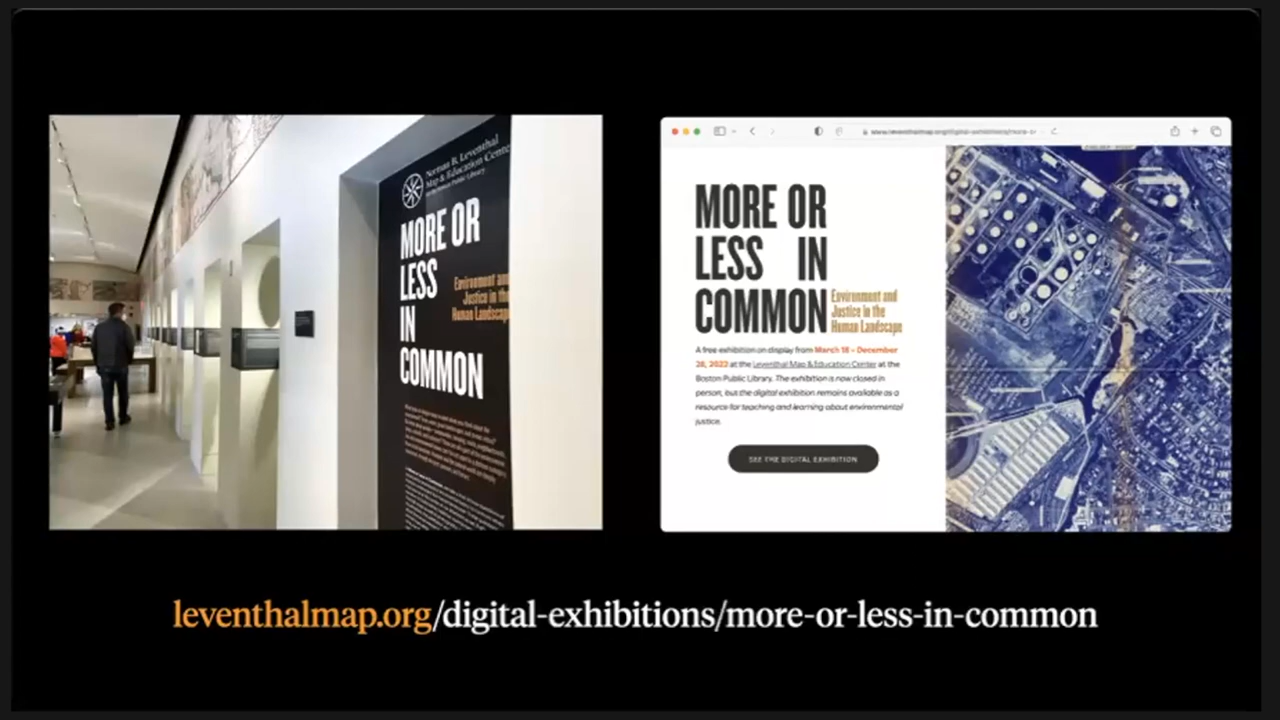 Norman B. Leventhal
Map & Education Center
Boston Public Library
MORE OR
LESS
IN
COMMON
Environment and
Justice in the
Human Landscape
MORE OR
LESS IN
COMMON
Environment and
Justice in the
Human Landscape
A free exhibition on display from March 18 – December
28, 2022 at the Leventhal Map & Education Center at the
Boston Public Library. The exhibition is now closed in
person, but the digital exhibition remains available as a
resource for teaching and learning about environmental
justice.
SEE THE DIGITAL EXHIBITION
leventhalmap.org/digital-exhibitions/more-or-less-in-common